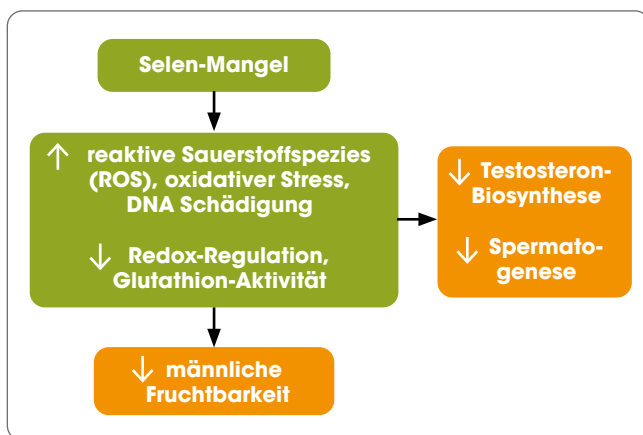 Selen-Mangel
↑ reaktive Sauerstoffspezies
(ROS), oxidativer Stress,
DNA Schädigung
↓ Redox-Regulation,
Glutathion-Aktivität
↓ Testosteron-
Biosynthese
↓ Spermato-
genese
↓ männliche
Fruchtbarkeit